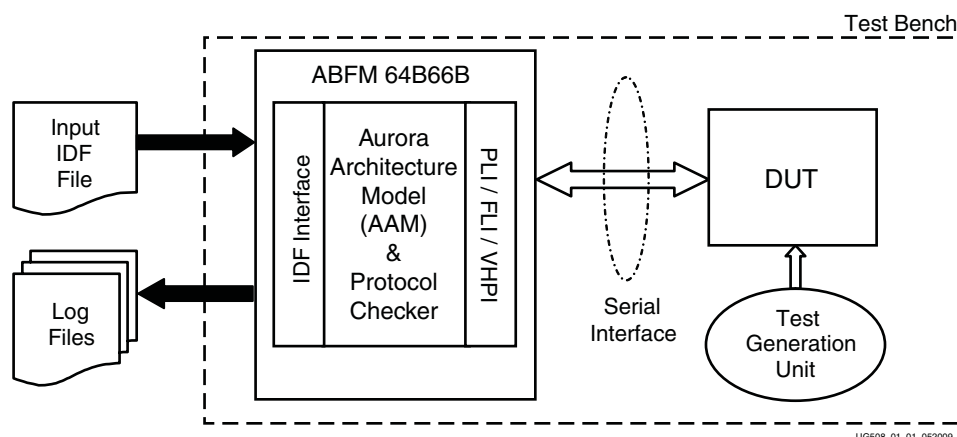 Test Bench
ABFM 64B66B
Input
IDF
File
IDF Interface
Aurora
Architecture
Model
(AAM)
&
Protocol
Checker
PLI / FLI / VHPI
DUT
Log
Files
Serial
Interface
Test
Generation
Unit
UG508_01_01_052009